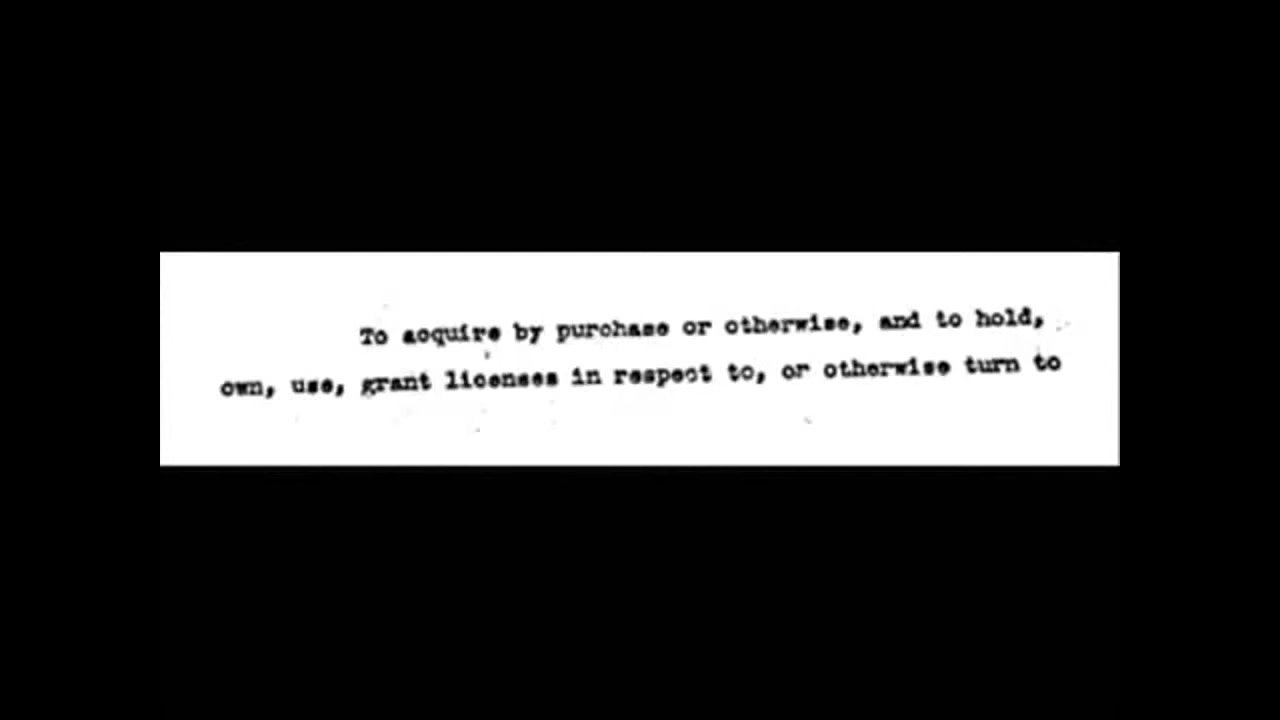 To acquire by purchase or otherwise, and to hold,
own, use, grant licenses in respect to, or otherwise turn to